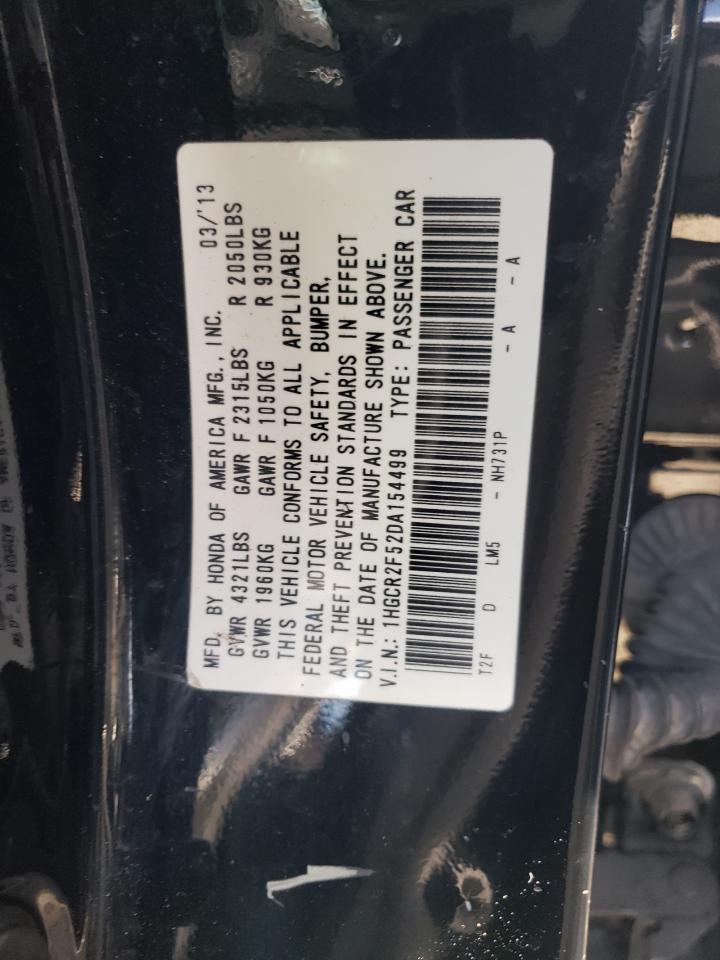 MFD. BY HONDA OF AMERICA MFG., INC. 03/'13
GVWR 4321LBS GAWR F 2315LBS R 2050LBS
GVWR 1960KG GAWR F 1050KG R 930KG
THIS VEHICLE CONFORMS TO ALL APPLICABLE
FEDERAL MOTOR VEHICLE SAFETY, BUMPER,
AND THEFT PREVENTION STANDARDS IN EFFECT
ON THE DATE OF MANUFACTURE SHOWN ABOVE.
V.I.N.: 1HGCR2F52DA154499 TYPE: PASSENGER CAR
T2F D LM5 - NH731P - A - A